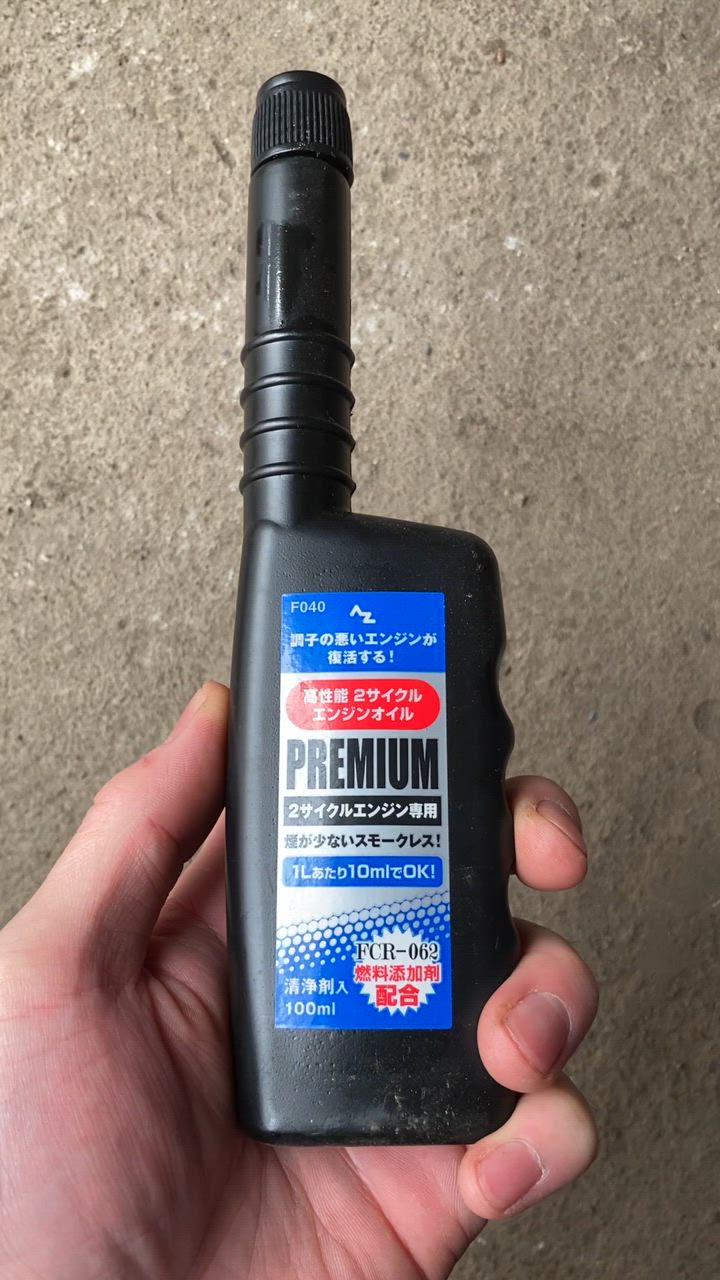 F040
AZ
調子の悪いエンジンが
復活する!
高性能 2サイクル
エンジンオイル
PREMIUM
2サイクルエンジン専用
煙が少ないスモークレス!
1Lあたり10mlでOK!
FCR-062
燃料添加剤
配合
清浄剤入
100ml